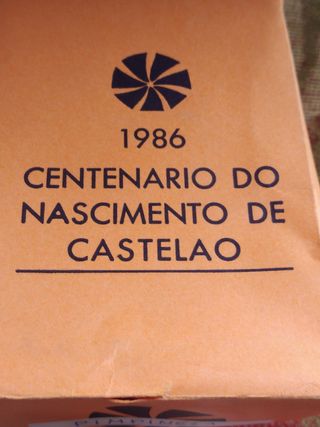 1986
CENTENARIO DO
NASCIMENTO DE
CASTELAO